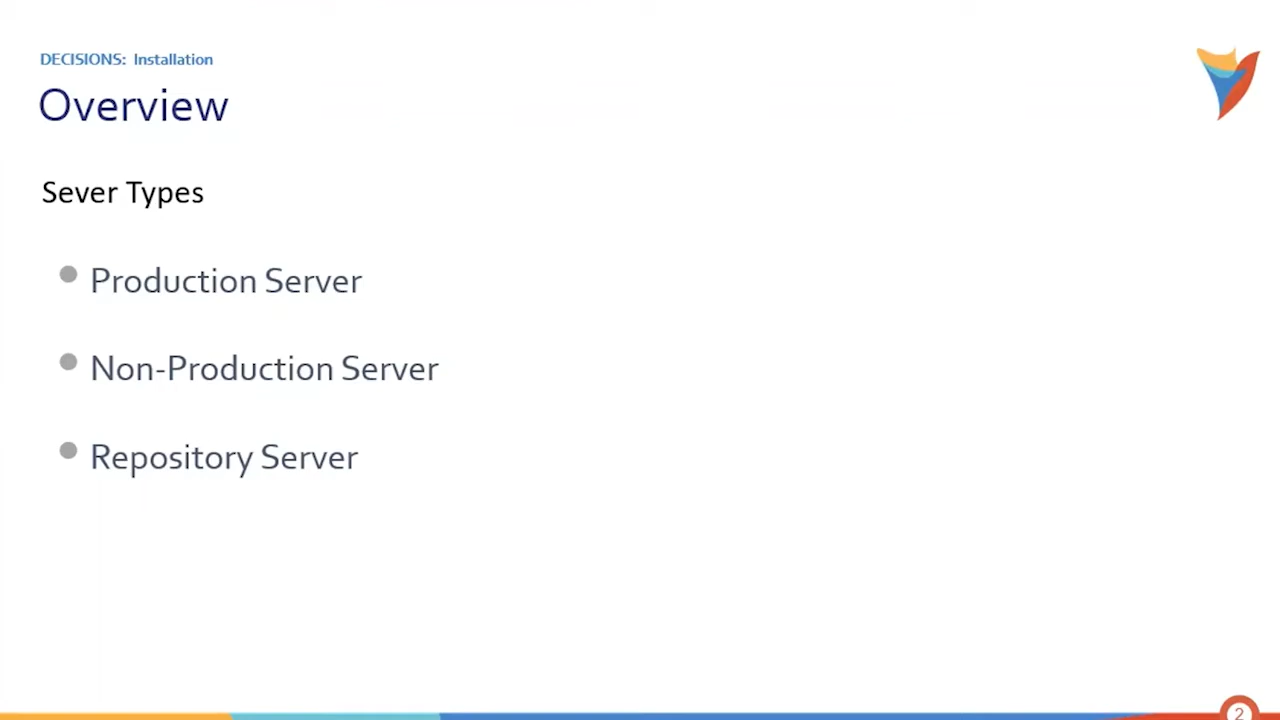 DECISIONS: Installation
Overview
Sever Types
Production Server
Non-Production Server
Repository Server
2